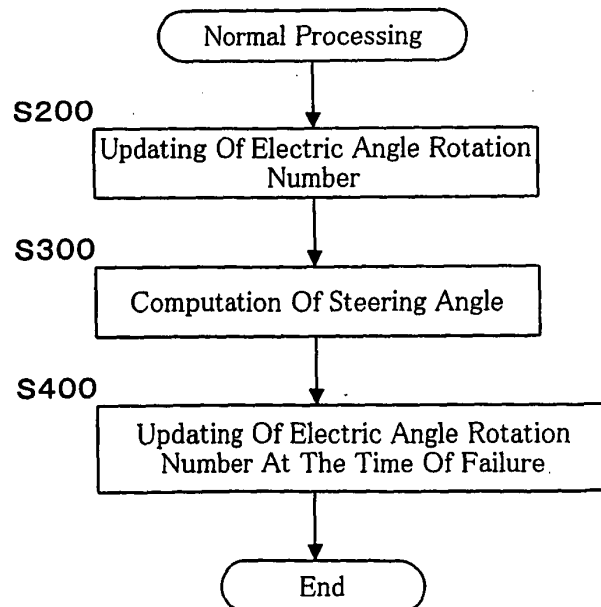 Normal Processing
S200
Updating Of Electric Angle Rotation
Number
S300
Computation Of Steering Angle
S400
Updating Of Electric Angle Rotation
Number At The Time Of Failure
End